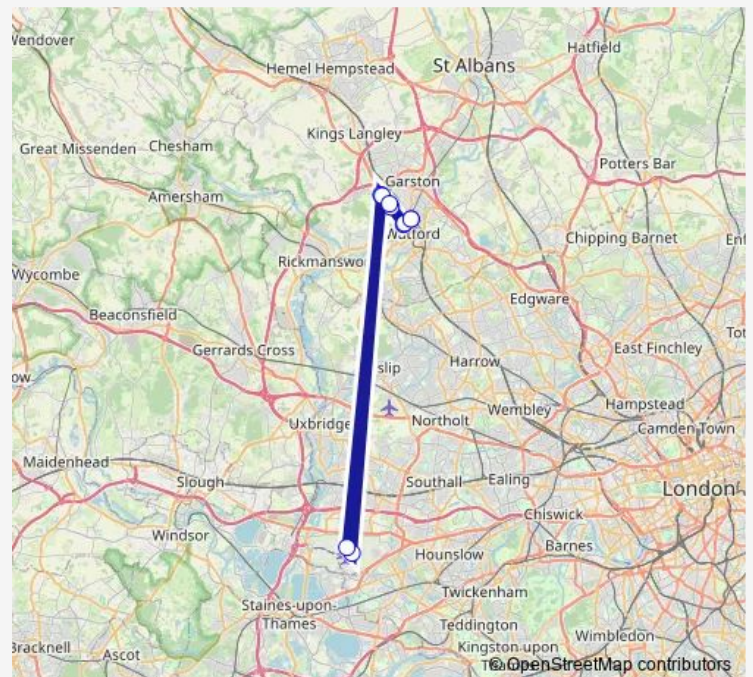 Wendover
Hatfield
Hemel Hempstead
St Albans
Kings Langley
Great Missenden
Chesham
Potters Bar
Garston
Amersham
Watford
Chipping Barnet
Rickmanswo
Wycombe
Edgware
Beaconsfield
Gerrards Cross
East Finchley
slip
Harrow
Wembley
Hampstead
Uxbridge
Northolt
Camden Town
Maidenhead
Slough
Southall
Ealing
London
Chiswick
Windsor
Barnes
Hounslow
Twickenham
Staines-upon-
Thames
Teddington
Wimbledon
Bracknell
Ascot
Kingston upon
© OpenStreetMap contributors